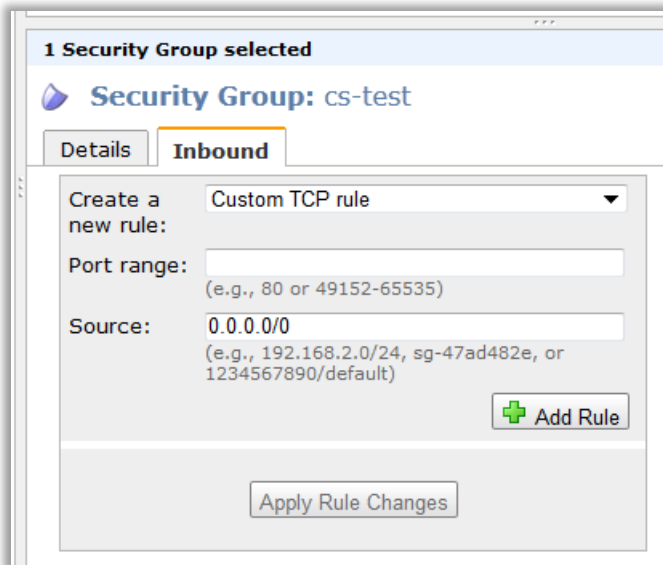 1 Security Group selected
Security Group: cs-test
Details
Inbound
Create a
new rule:
Custom TCP rule
Port range:
(e.g., 80 or 49152-65535)
Source:
0.0.0.0/0
(e.g., 192.168.2.0/24, sg-47ad482e, or
1234567890/default)
Add Rule
Apply Rule Changes